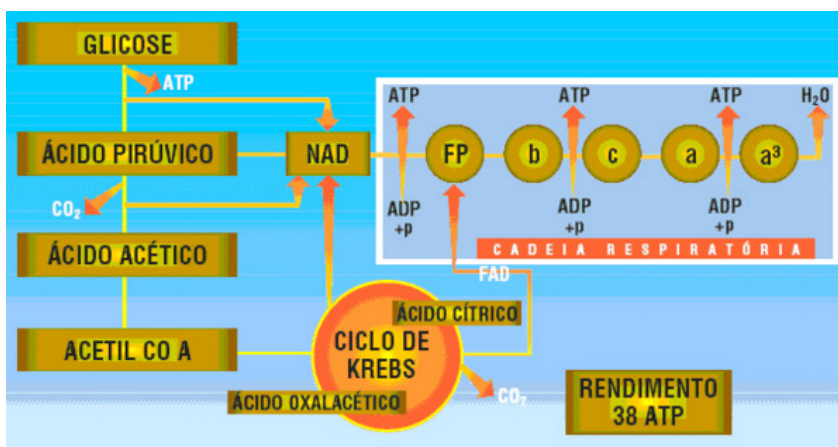 GLICOSE
ATP
ÁCIDO PIRÚVICO
NAD
CO₂
ÁCIDO ACÉTICO
ACETIL CO A
ATP
ATP
ATP
H₂O
FP
b
c
a
a³
ADP
+p
ADP
+p
ADP
+p
CADEIA RESPIRATÓRIA
FAD
ÁCIDO CÍTRICO
CICLO DE
KREBS
ÁCIDO OXALACÉTICO
CO₂
RENDIMENTO
38 ATP